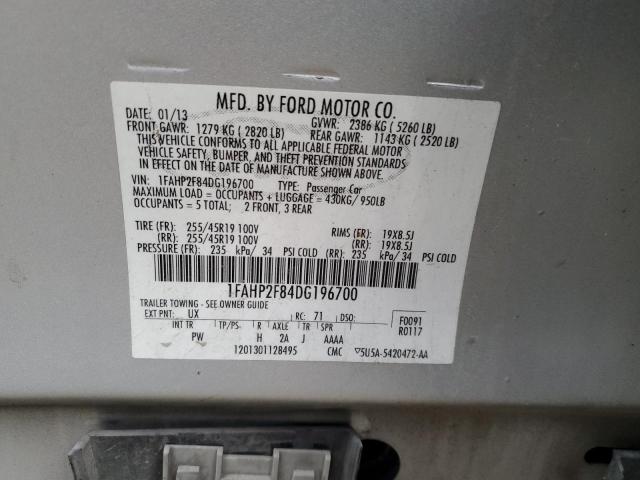 MFD. BY FORD MOTOR CO.
DATE: 01/13 GVWR: 2386 KG ( 5260 LB)
FRONT GAWR: 1279 KG ( 2820 LB) REAR GAWR: 1143 KG ( 2520 LB)
THIS VEHICLE CONFORMS TO ALL APPLICABLE FEDERAL MOTOR
VEHICLE SAFETY, BUMPER, AND THEFT PREVENTION STANDARDS
IN EFFECT ON THE DATE OF MANUFACTURE SHOWN ABOVE.
VIN: 1FAHP2F84DG196700 TYPE: Passenger Car
MAXIMUM LOAD = OCCUPANTS + LUGGAGE = 430KG/ 950LB
OCCUPANTS = 5 TOTAL; 2 FRONT, 3 REAR
TIRE (FR): 255/45R19 100V RIMS (FR): 19X8.5J
(RR): 255/45R19 100V (RR): 19X8.5J
PRESSURE (FR): 235 kPa/ 34 PSI COLD (RR): 235 kPa/ 34 PSI COLD
1FAHP2F84DG196700
TRAILER TOWING - SEE OWNER GUIDE
EXT PNT: UX RC: 71 DSO: F0091
INT TR TP/PS R AXLE TR SPR R0117
PW H 2A J AAAA
1201301128495 CMC 5U5A-5420472-AA